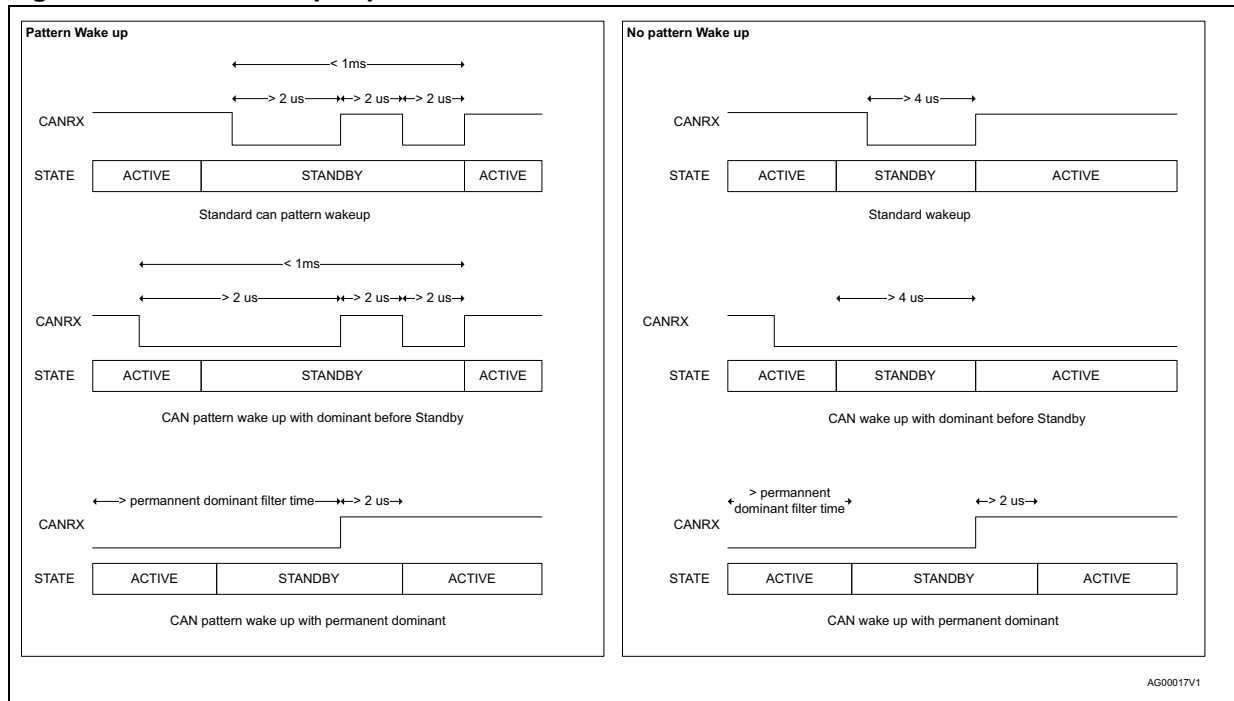 Pattern Wake up
< 1ms
> 2 us > 2 us > 2 us
CANRX
STATE ACTIVE STANDBY ACTIVE
Standard can pattern wakeup
< 1ms
> 2 us > 2 us > 2 us
CANRX
STATE ACTIVE STANDBY ACTIVE
CAN pattern wake up with dominant before Standby
> permannent dominant filter time > 2 us
CANRX
STATE ACTIVE STANDBY ACTIVE
CAN pattern wake up with permanent dominant
No pattern Wake up
> 4 us
CANRX
STATE ACTIVE STANDBY ACTIVE
Standard wakeup
> 4 us
CANRX
STATE ACTIVE STANDBY ACTIVE
CAN wake up with dominant before Standby
> permannent
dominant filter time
> 2 us
CANRX
STATE ACTIVE STANDBY ACTIVE
CAN wake up with permanent dominant
AG00017V1